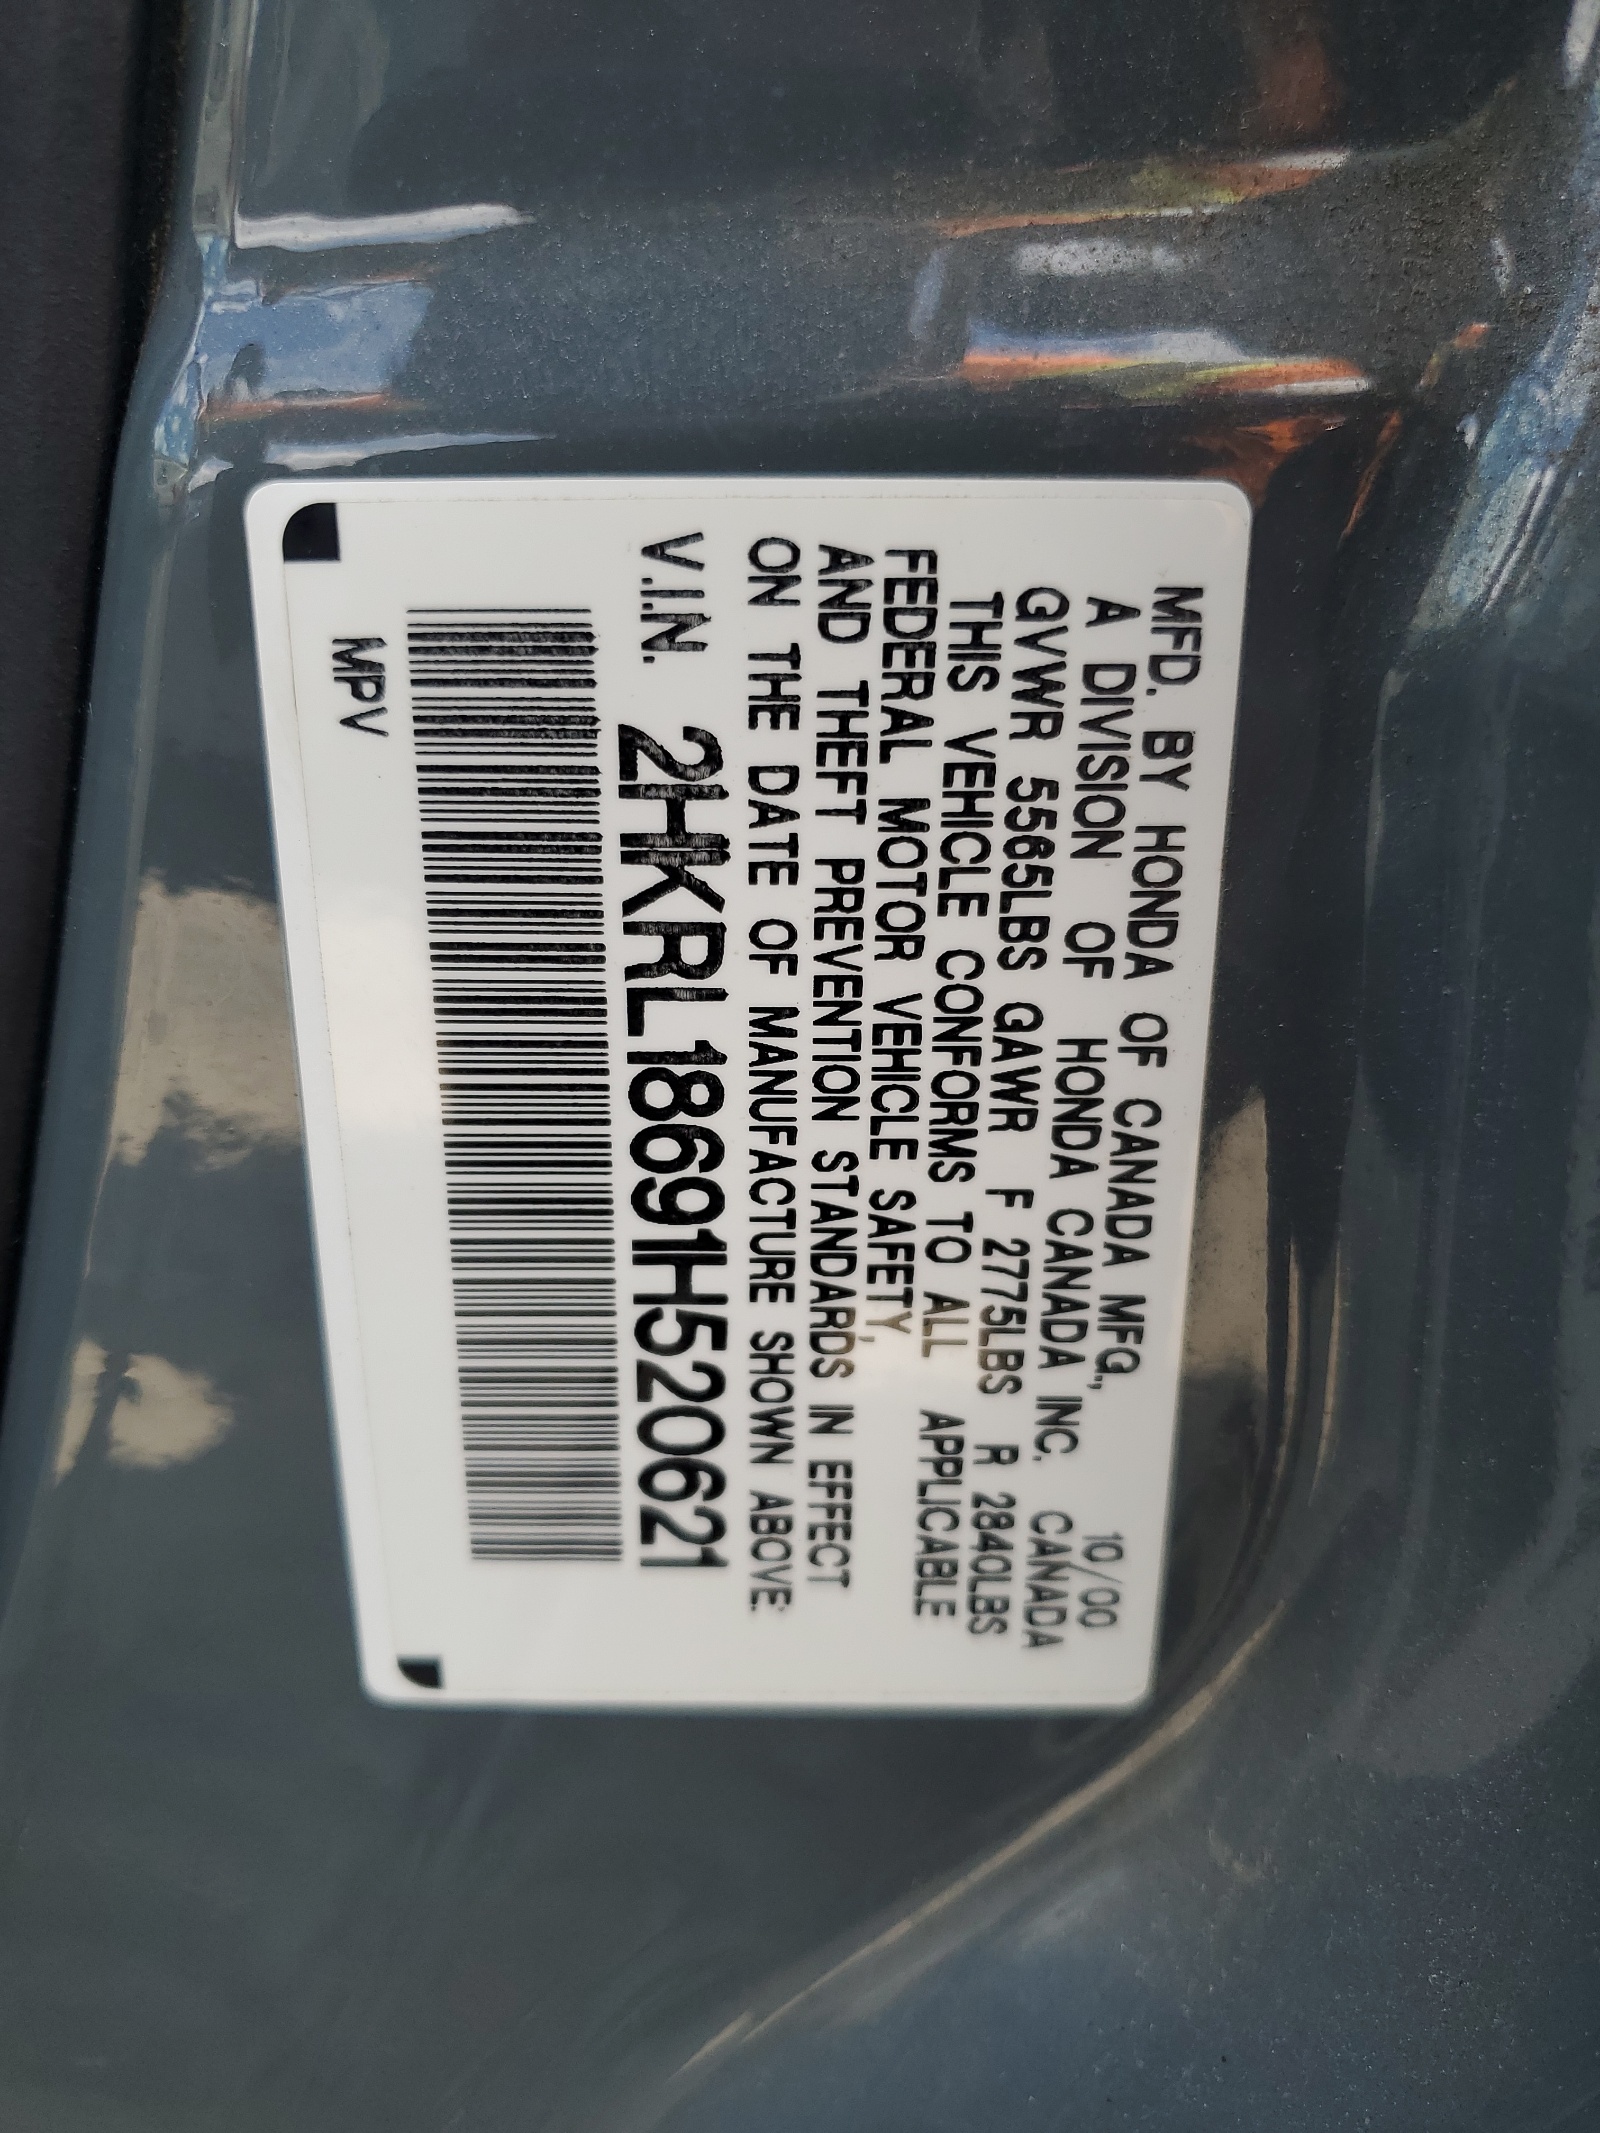 MFD. BY HONDA OF CANADA MFG., 10/00
A DIVISION OF HONDA CANADA INC. CANADA
GVWR 5565LBS GAWR F 2775LBS R 2840LBS
THIS VEHICLE CONFORMS TO ALL APPLICABLE
FEDERAL MOTOR VEHICLE SAFETY,
AND THEFT PREVENTION STANDARDS IN EFFECT
ON THE DATE OF MANUFACTURE SHOWN ABOVE.
V.I.N. 2HKRL18691H520621
MPV